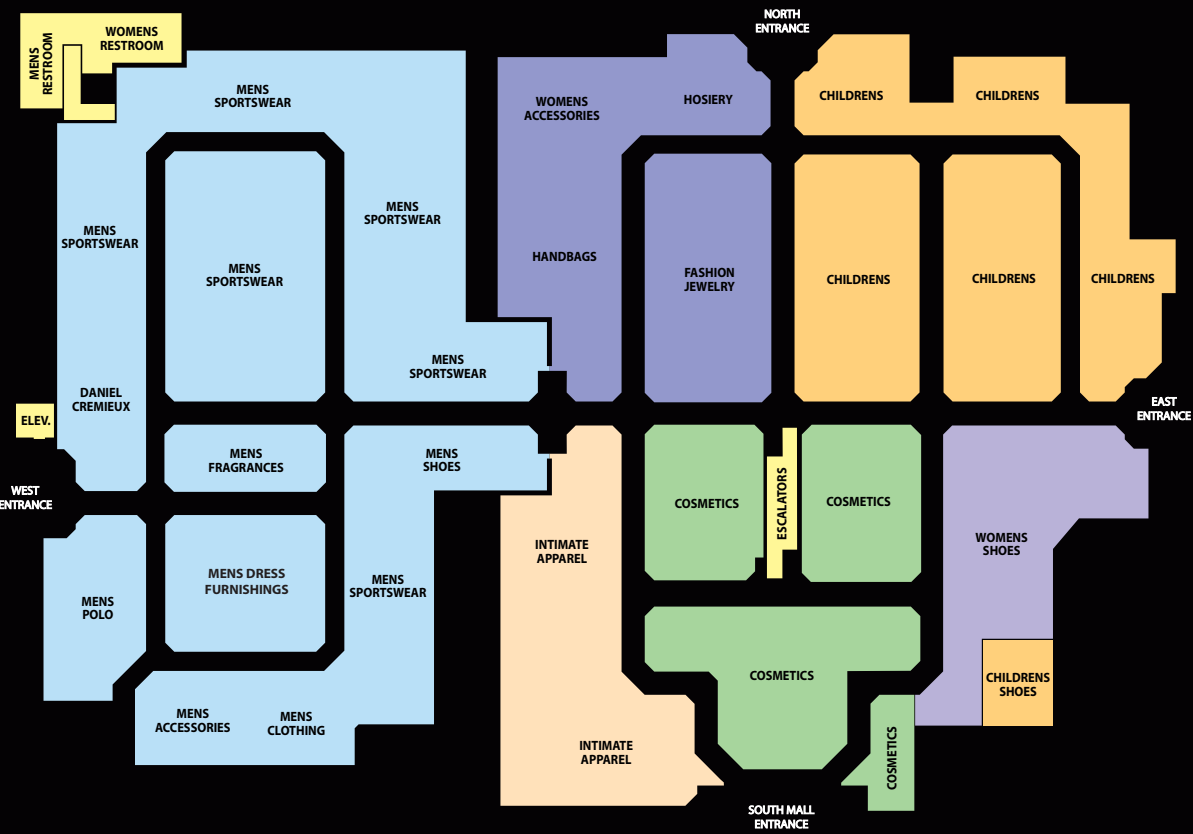 WOMENS
RESTROOM
MENS
RESTROOM
MENS
SPORTSWEAR
MENS
SPORTSWEAR
MENS
SPORTSWEAR
MENS
SPORTSWEAR
MENS
SPORTSWEAR
DANIEL
CREMIEUX
ELEV.
WEST
ENTRANCE
MENS
FRAGRANCES
MENS
SHOES
MENS DRESS
FURNISHINGS
MENS
SPORTSWEAR
MENS
POLO
MENS
ACCESSORIES
MENS
CLOTHING
NORTH
ENTRANCE
WOMENS
ACCESSORIES
HOSIERY
HANDBAGS
FASHION
JEWELRY
CHILDRENS
CHILDRENS
CHILDRENS
CHILDRENS
CHILDRENS
EAST
ENTRANCE
INTIMATE
APPAREL
INTIMATE
APPAREL
COSMETICS
ESCALATORS
COSMETICS
COSMETICS
COSMETICS
WOMENS
SHOES
CHILDRENS
SHOES
SOUTH MALL
ENTRANCE